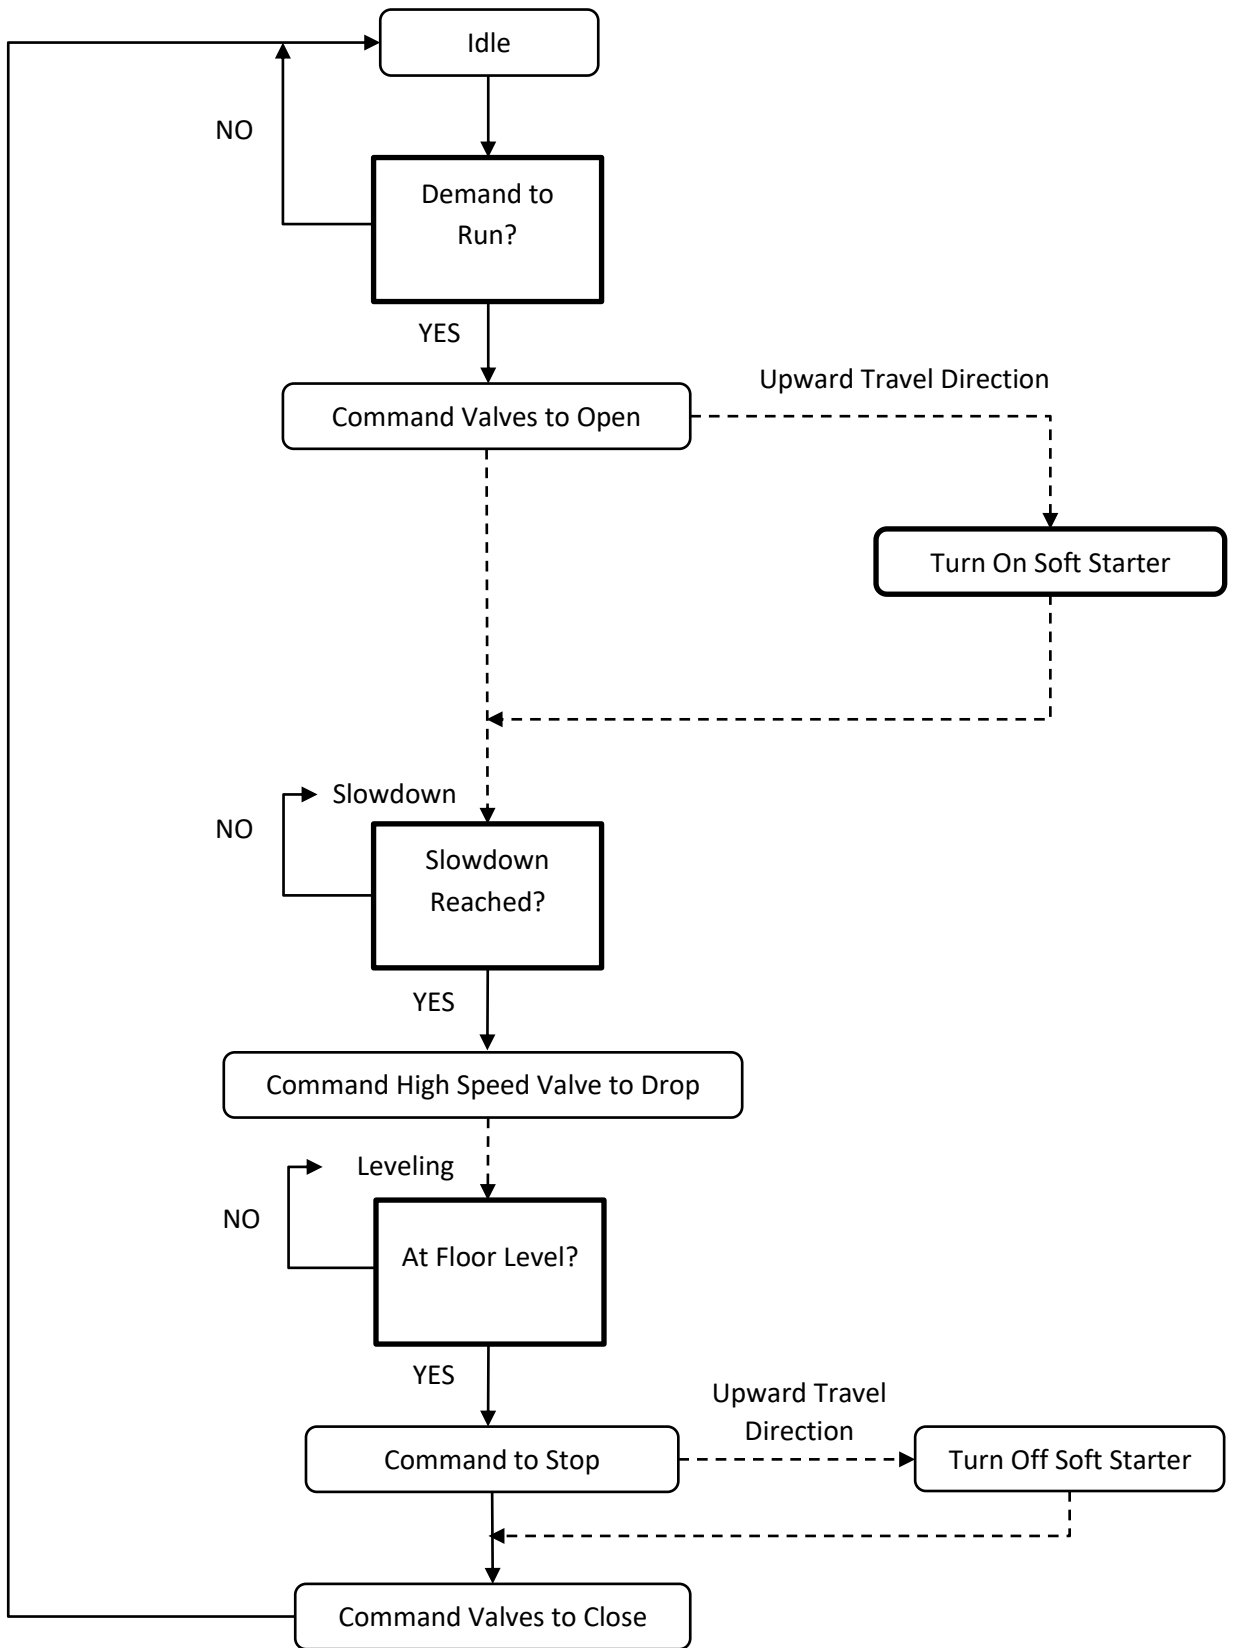 Idle
NO
Demand to
Run?
YES
Upward Travel Direction
Command Valves to Open
Turn On Soft Starter
Slowdown
NO
Slowdown
Reached?
YES
Command High Speed Valve to Drop
Leveling
NO
At Floor Level?
YES
Upward Travel
Direction
Command to Stop
Turn Off Soft Starter
Command Valves to Close